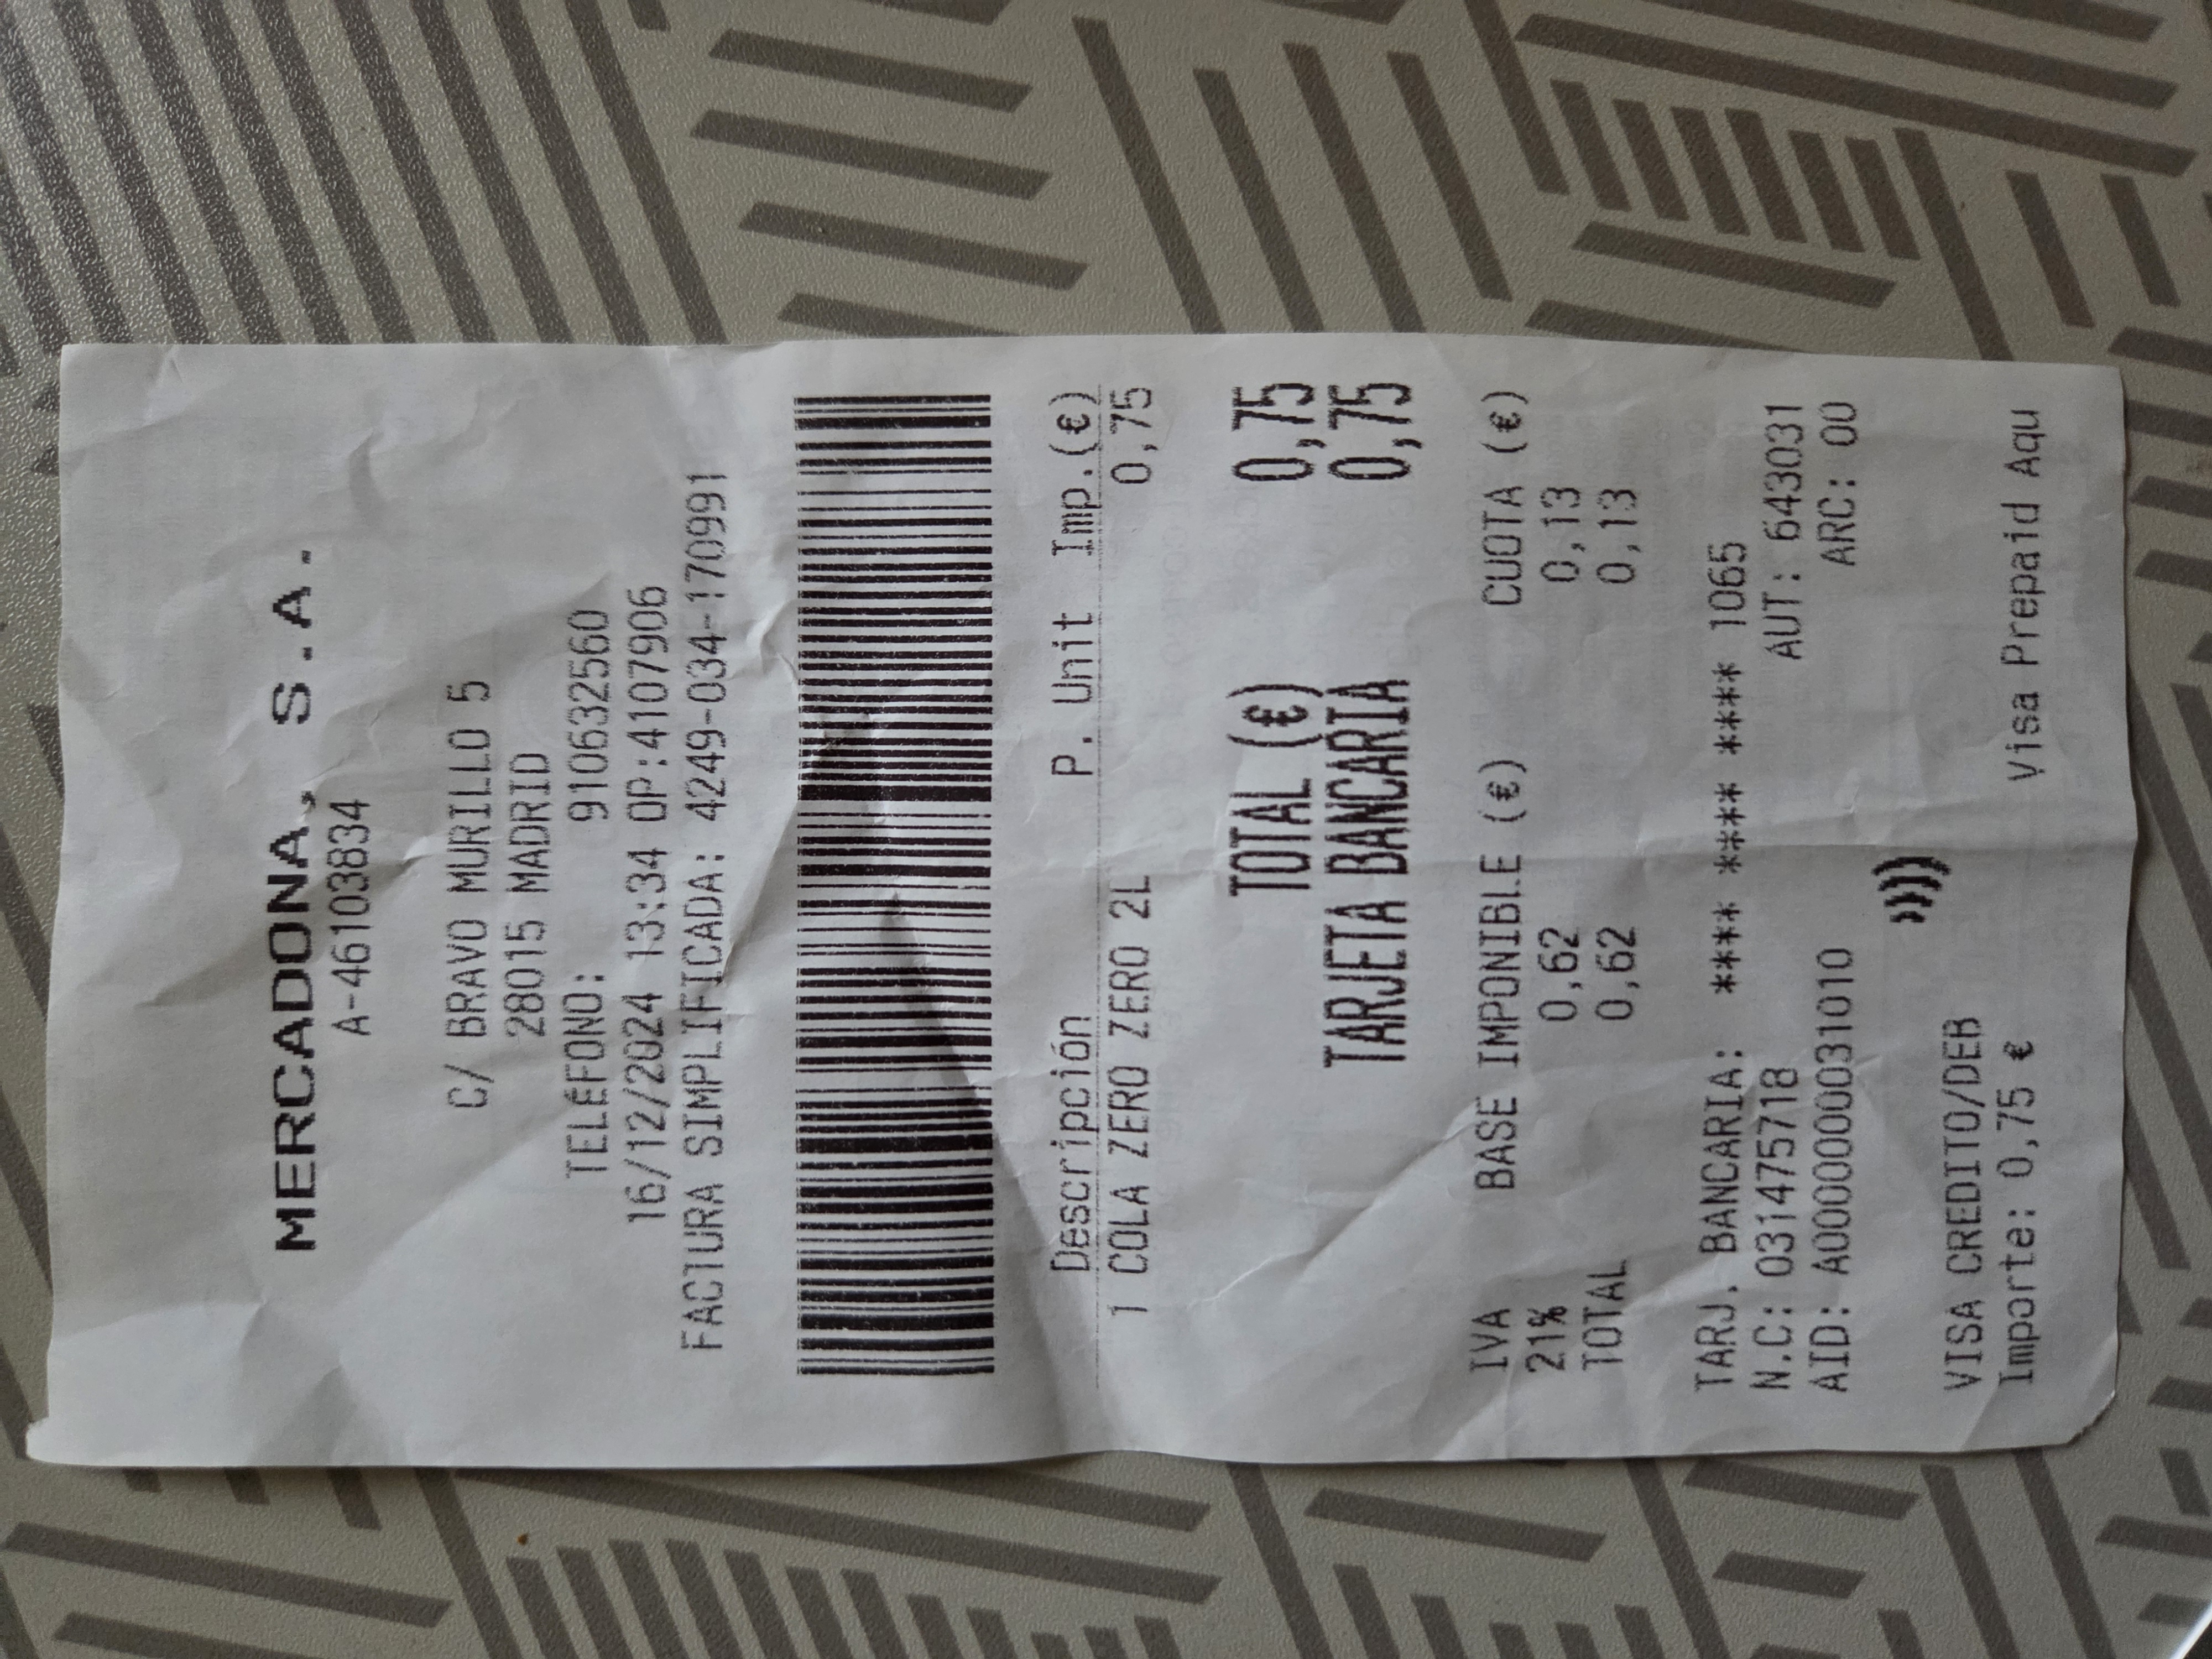 MERCADONA, S.A.
A-46103834
C/ BRAVO MURILLO 5
28015 MADRID
TELÉFONO: 910632560
16/12/2024 13:34 OP:4107906
FACTURA SIMPLIFICADA: 4249-034-170991
Descripción P. Unit Imp.(€)
1 COLA ZERO ZERO 2L 0,75
TOTAL (€) 0,75
TARJETA BANCARIA 0,75
IVA BASE IMPONIBLE (€) CUOTA (€)
21% 0,62 0,13
TOTAL 0,62 0,13
TARJ. BANCARIA: **** **** **** 1065
N.C: 031475718 AUT: 643031
AID: A0000000031010 ARC: 00
VISA CREDITO/DEB
Importe: 0,75 € Visa Prepaid Aqu